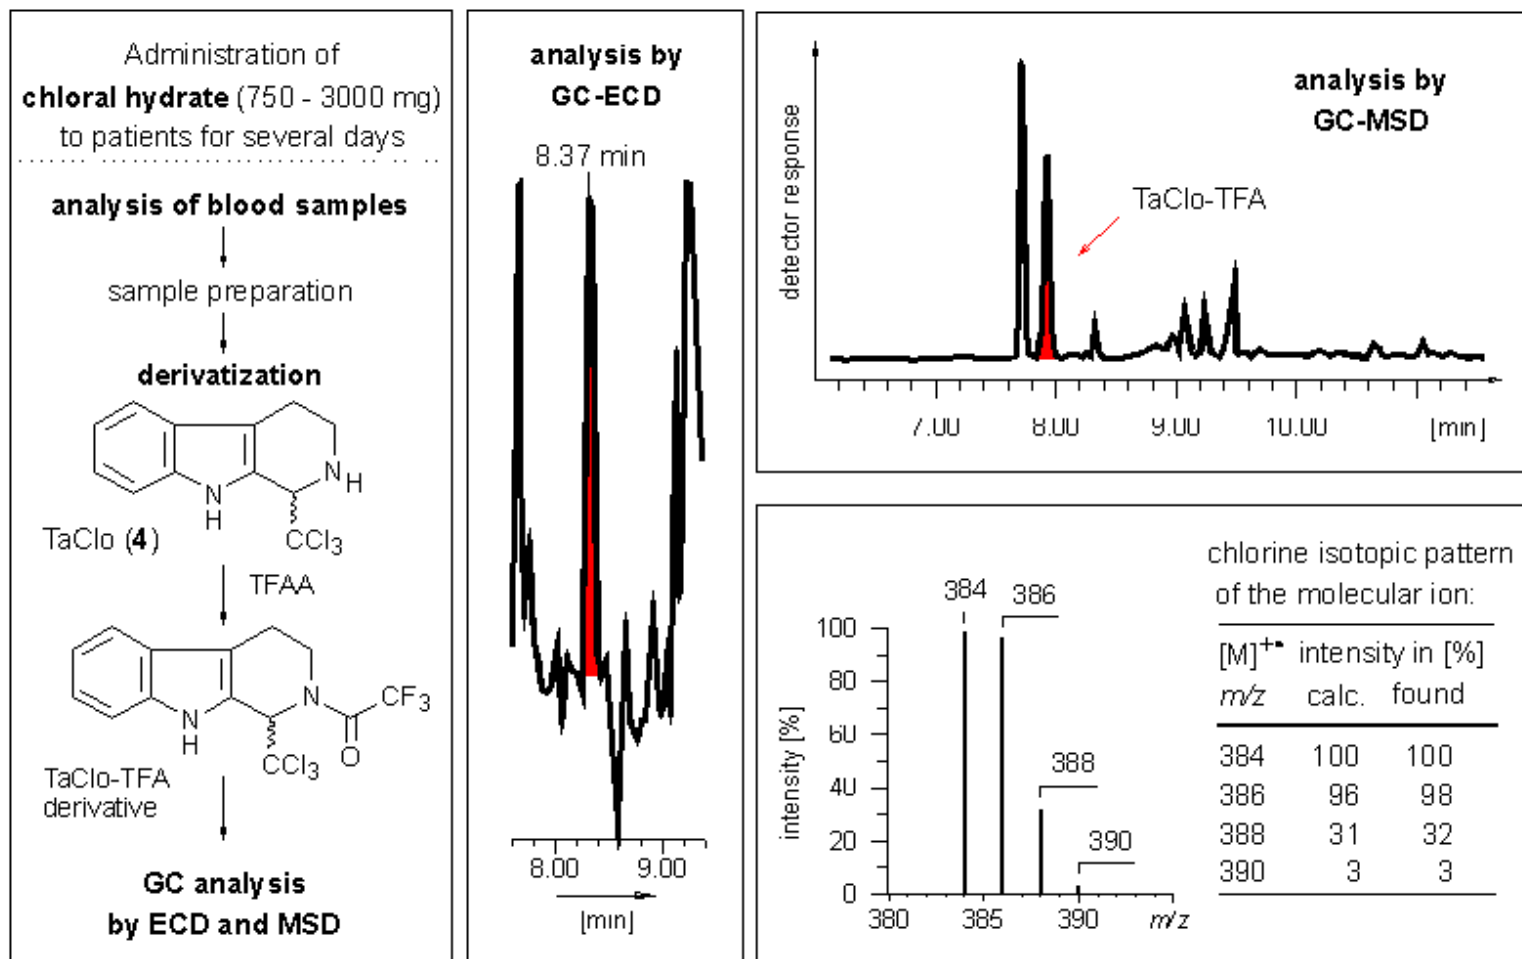 Administration of
chloral hydrate (750 - 3000 mg)
to patients for several days
analysis of blood samples
sample preparation
derivatization
N
H
N
H
CCl3
TaClo (4)
TFAA
N
CF3
N
H
O
CCl3
TaClo-TFA
derivative
GC analysis
by ECD and MSD
analysis by
GC-ECD
8.37 min
8.00 9.00
[min]
analysis by
GC-MSD
detector response
TaClo-TFA
7.00 8.00 9.00 10.00 [min]
384 386
388
390
intensity [%]
100
80
60
40
20
0
380 385 390 m/z
chlorine isotopic pattern
of the molecular ion:
[M]+• intensity in [%]
m/z calc. found
384 100 100
386 96 98
388 31 32
390 3 3